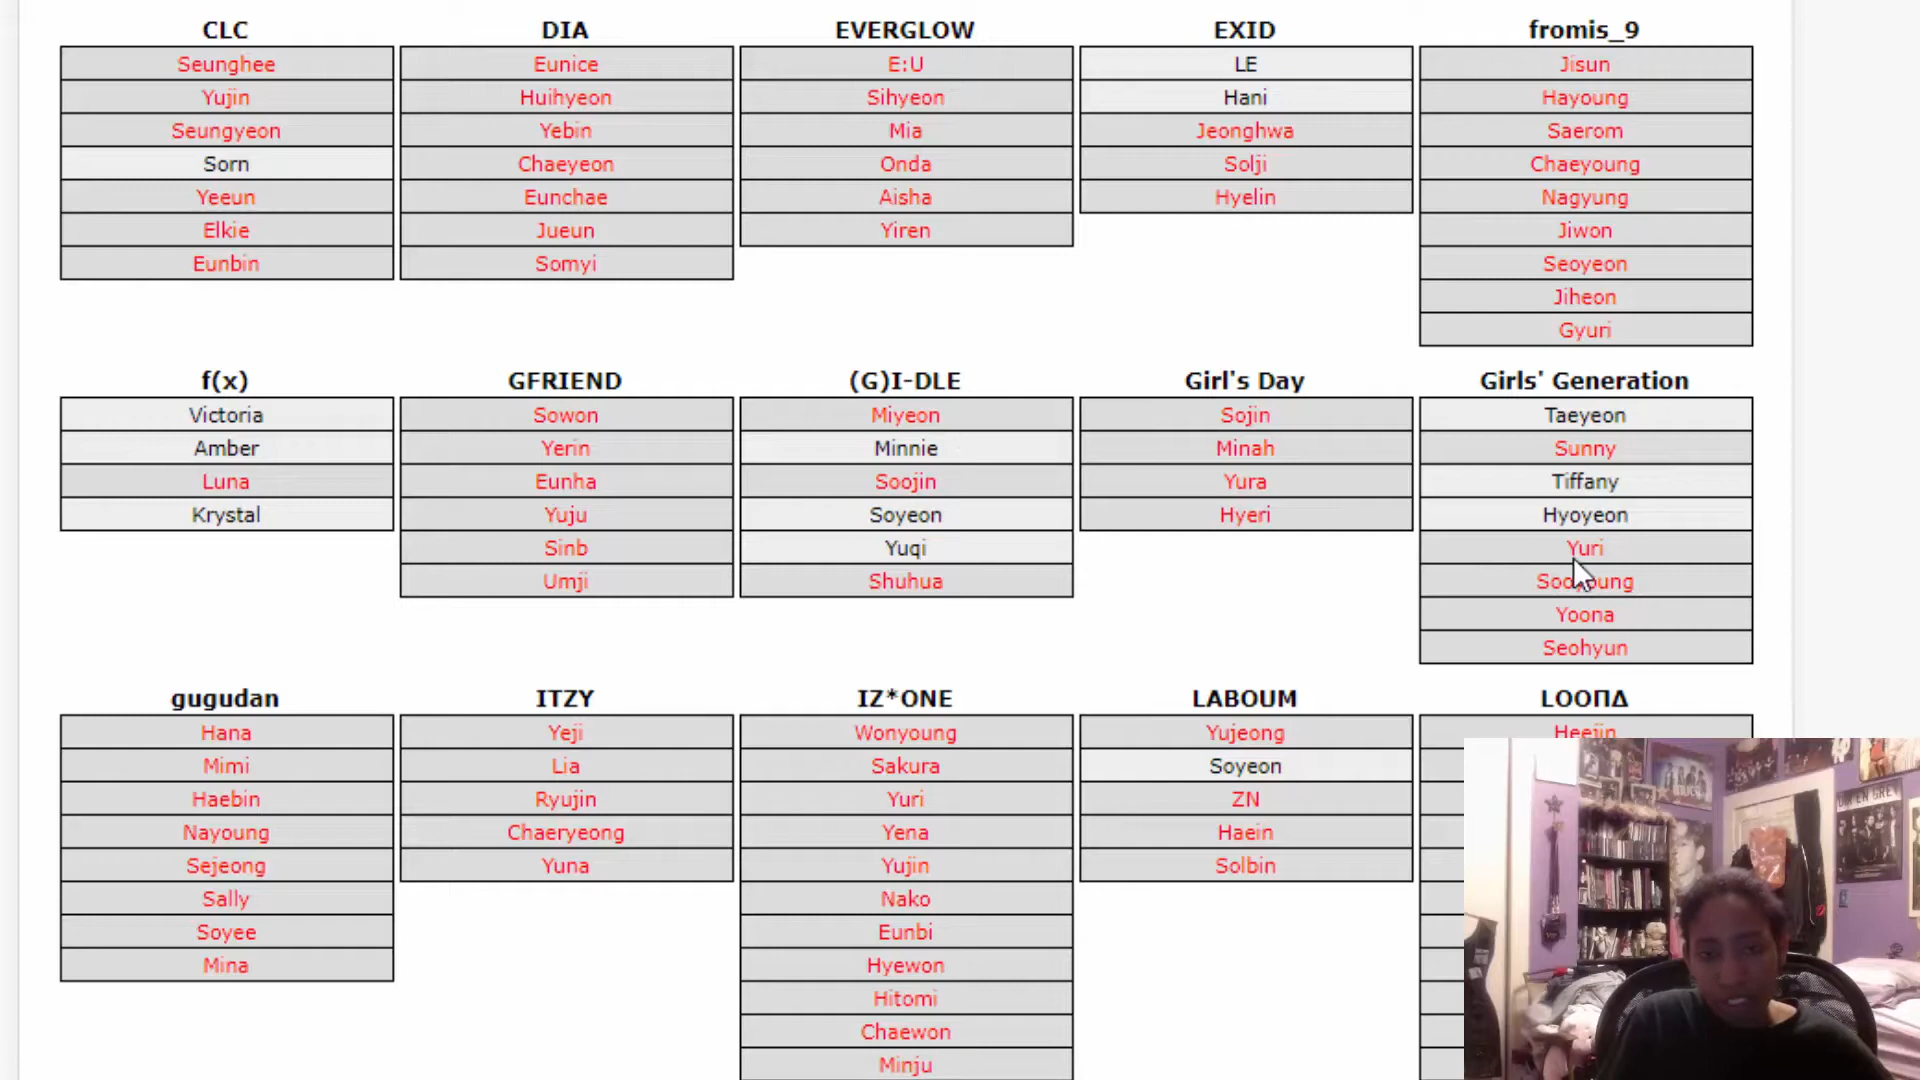 CLC
Seunghee
Yujin
Seungyeon
Sorn
Yeeun
Elkie
Eunbin
DIA
Eunice
Huihyeon
Yebin
Chaeyeon
Eunchae
Jueun
Somyi
EVERGLOW
E:U
Sihyeon
Mia
Onda
Aisha
Yiren
EXID
LE
Hani
Jeonghwa
Solji
Hyelin
fromis_9
Jisun
Hayoung
Saerom
Chaeyoung
Nagyung
Jiwon
Seoyeon
Jiheon
Gyuri
f(x)
Victoria
Amber
Luna
Krystal
GFRIEND
Sowon
Yerin
Eunha
Yuju
Sinb
Umji
(G)I-DLE
Miyeon
Minnie
Soojin
Soyeon
Yuqi
Shuhua
Girl's Day
Sojin
Minah
Yura
Hyeri
Girls' Generation
Taeyeon
Sunny
Tiffany
Hyoyeon
Yuri
Sooyoung
Yoona
Seohyun
gugudan
Hana
Mimi
Haebin
Nayoung
Sejeong
Sally
Soyee
Mina
ITZY
Yeji
Lia
Ryujin
Chaeryeong
Yuna
IZ*ONE
Wonyoung
Sakura
Yuri
Yena
Yujin
Nako
Eunbi
Hyewon
Hitomi
Chaewon
Minju
LABOUM
Yujeong
Soyeon
ZN
Haein
Solbin
LOOΠΔ
Heejin